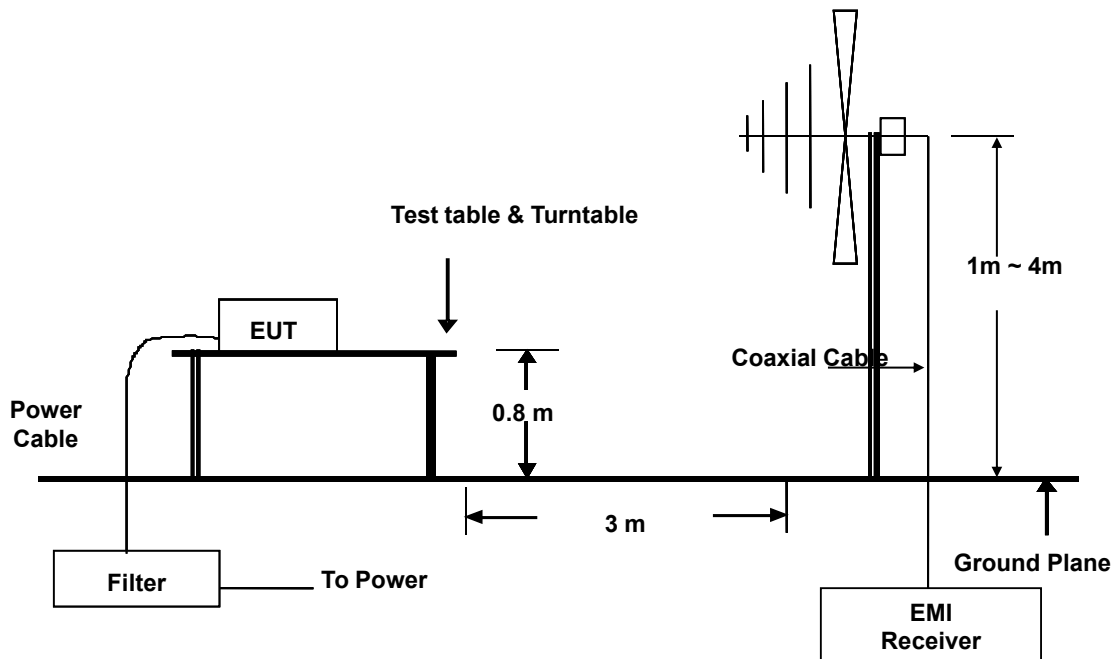 Test table & Turntable
1m ~ 4m
EUT
Coaxial Cable
Power
Cable
0.8 m
3 m
Ground Plane
Filter
To Power
EMI
Receiver